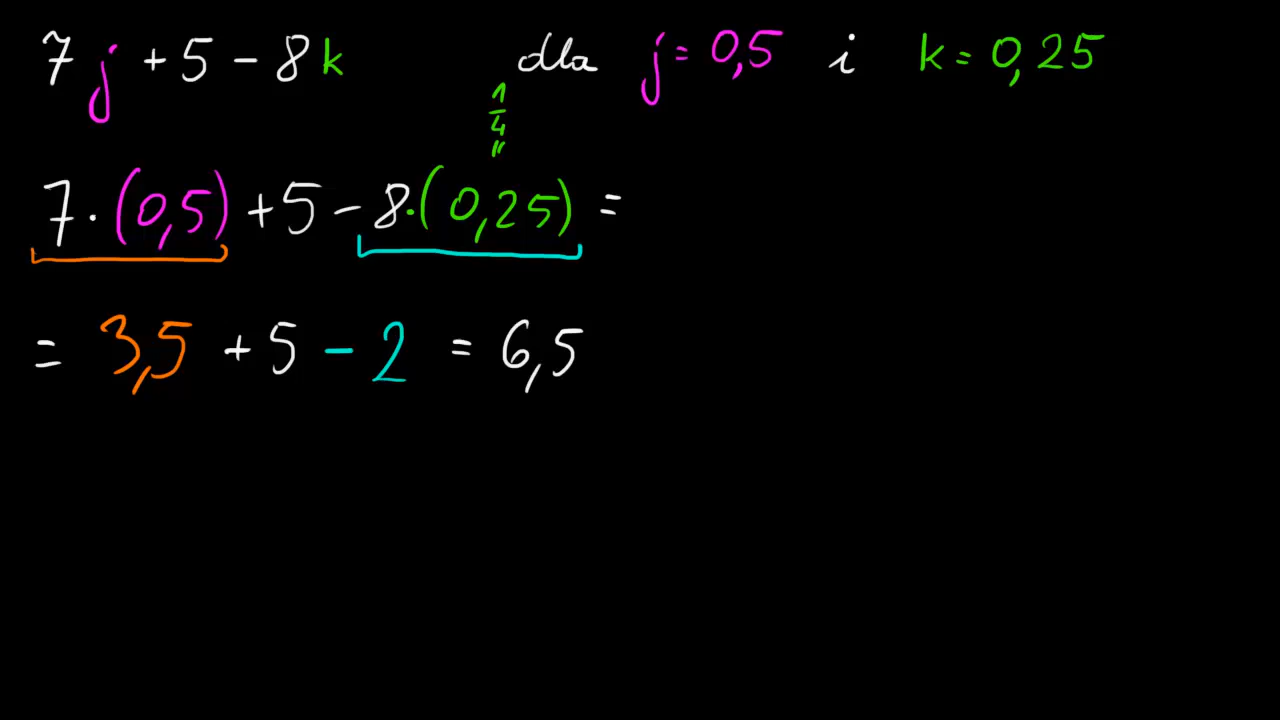 7j + 5 - 8k dla j = 0,5 i k = 0,25
1/4
"
7 · (0,5) + 5 - 8 · (0,25) =
= 3,5 + 5 - 2 = 6,5